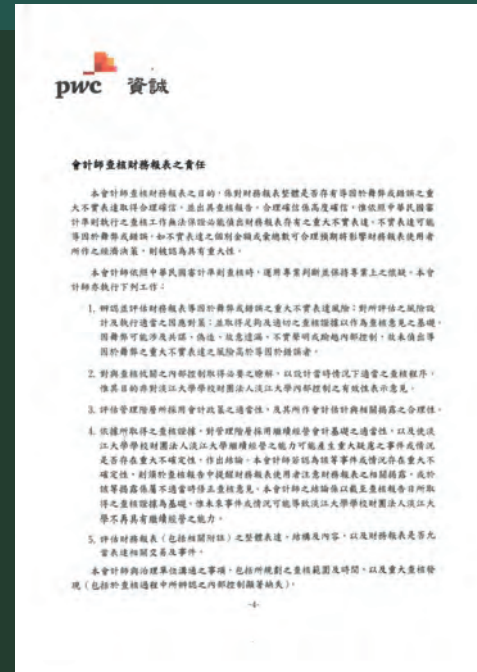 pwc 資誠
會計師查核財務報表之責任
本會計師查核財務報表之目的，係對財務報表整體是否存有導因於舞弊或錯誤之重
大不實表達取得合理確信，並出具查核報告。合理確信係高度確信，惟依中華民國審
計準則執行之查核工作無法保證必能偵出財務報表存有之重大不實表達。不實表達可能
導因於舞弊或錯誤。如不實表達之個別金額或彙總數可合理預期將影響財務報表使用者
所作之經濟決策，則被認為具有重大性。
本會計師依照中華民國審計準則查核時，運用專業判斷並保持專業上之懷疑。本會
計師亦執行下列工作：
1. 辨認並評估財務報表導因於舞弊或錯誤之重大不實表達風險；對所評估之風險設
計及執行適當之因應對策；並取得足夠及適切之查核證據以作為查核意見之基礎。
因舞弊可能涉及共謀、偽造、故意遺漏、不實聲明或踰越內部控制，故未偵出導
因於舞弊之重大不實表達之風險高於導因於錯誤者。
2. 對與查核攸關之內部控制取得必要之瞭解，以設計當時情況下適當之查核程序，
惟其目的非對淡江大學學校財團法人淡江大學內部控制之有效性表示意見。
3. 評估管理階層所採用會計政策之適當性，及其所作會計估計與相關揭露之合理性。
4. 依據所取得之查核證據，對管理階層採用繼續經營會計基礎之適當性，以及使淡
江大學學校財團法人淡江大學繼續經營之能力可能產生重大疑慮之事件或情況
是否存在重大不確定性，作出結論。本會計師若認為該等事件或情況存在重大不
確定性，則須於查核報告中提醒財務報表使用者注意財務報表之相關揭露，或於
該等揭露係屬不適當時修正查核意見。本會計師之結論係以截至查核報告日所取
得之查核證據為基礎。惟未來事件或情況可能導致淡江大學學校財團法人淡江大
學不再具有繼續經營之能力。
5. 評估財務報表（包括相關附註）之整體表達、結構及內容，以及財務報表是否允
當表達相關交易及事件。
本會計師與治理單位溝通之事項，包括所規劃之查核範圍及時間，以及重大查核發
現（包括於查核過程中所辨認之內部控制顯著缺失）。
-4-